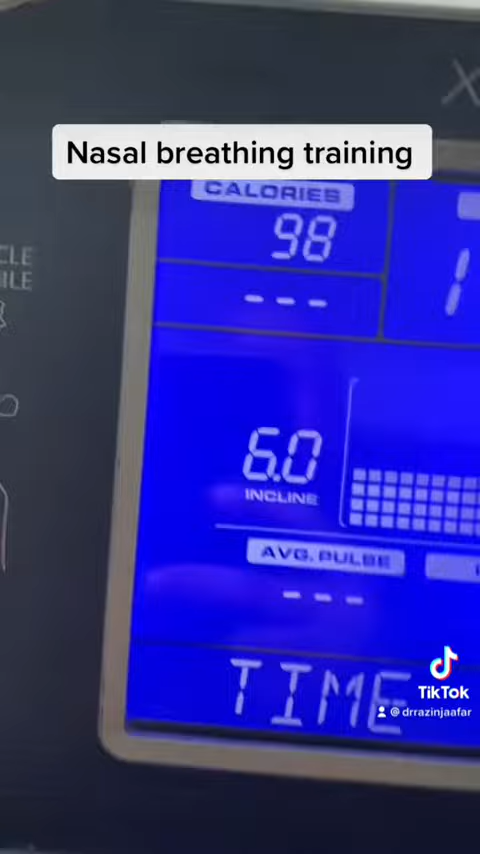 X
Nasal breathing training
CALORIES
98
---
6.0
INCLINE
AVG. PULSE
---
TIME
TikTok
@ drrazinjaafar